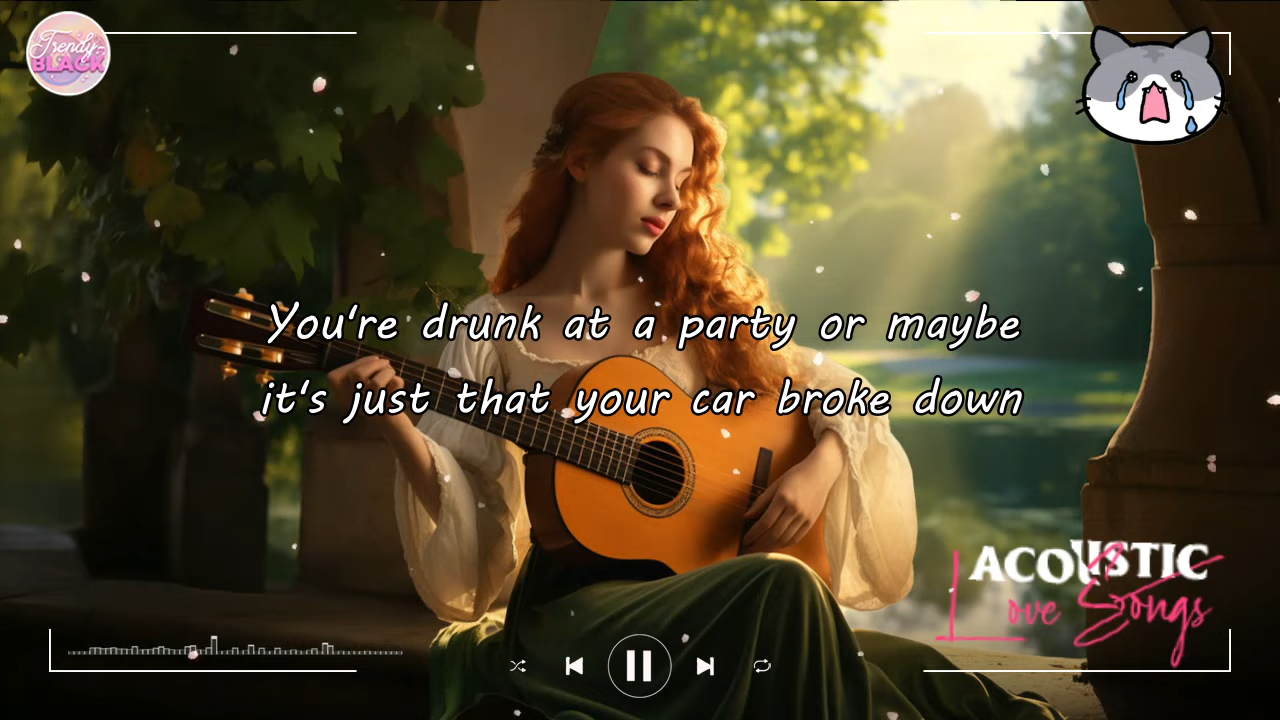 Trendy
BLACK
You're drunk at a party or maybe
it's just that your car broke down
ACOUSTIC
Love Songs